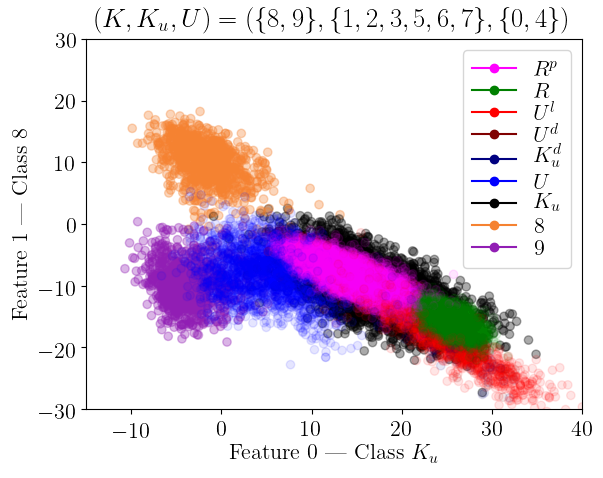 (K, K_u, U) = ({8, 9}, {1, 2, 3, 5, 6, 7}, {0, 4})
30
20
10
0
−10
−20
−30
Feature 1 — Class 8
R^p
R
U^l
U^d
K_u^d
U
K_u
8
9
−10
0
10
20
30
40
Feature 0 — Class K_u